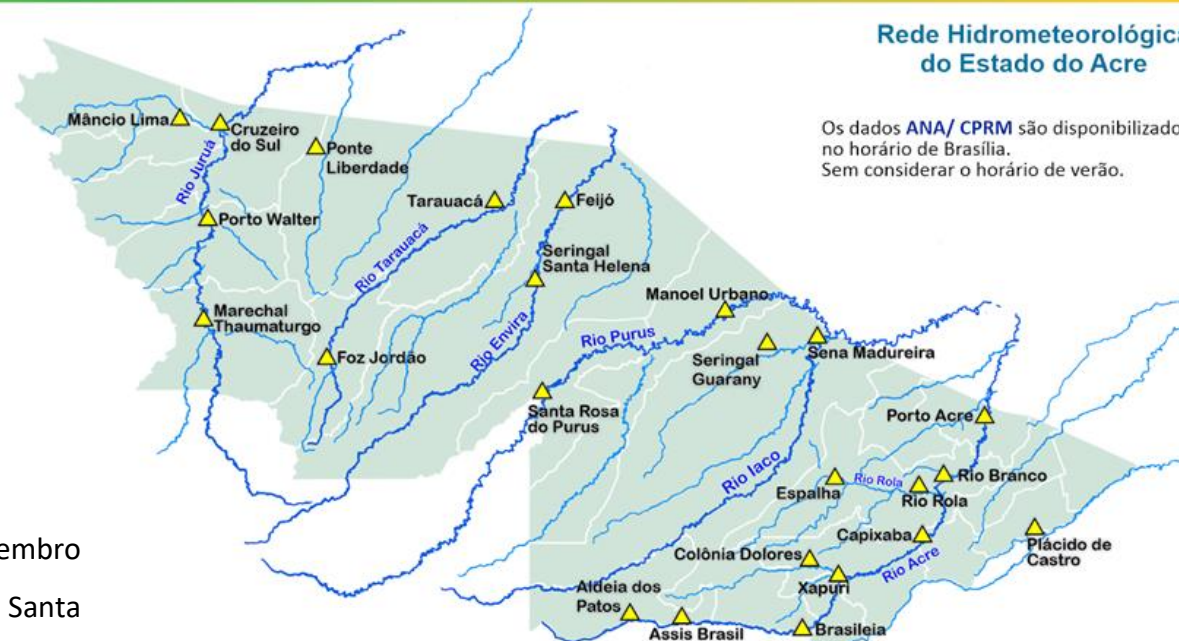 Rede Hidrometeorológica
do Estado do Acre
Os dados ANA/ CPRM são
no horário de Brasília.
Sem considerar o horário de verão.
Mâncio Lima
Cruzeiro
do Sul
Ponte
Liberdade
Rio Juruá
Tarauacá
Feijó
Porto Walter
Rio Tarauacá
Seringal
Santa Helena
Manoel Urbano
Marechal
Thaumaturgo
Rio Envira
Rio Purus
Foz Jordão
Seringal
Guarany
Sena Madureira
Santa Rosa
do Purus
Porto Acre
Rio Iaco
Espalha
Rio Rola
Rio Rola
Rio Branco
Capixaba
Plácido de
Castro
Colônia Dolores
Rio Acre
Xapuri
Aldeia dos
Patos
Assis Brasil
Brasileia
embro
Santa